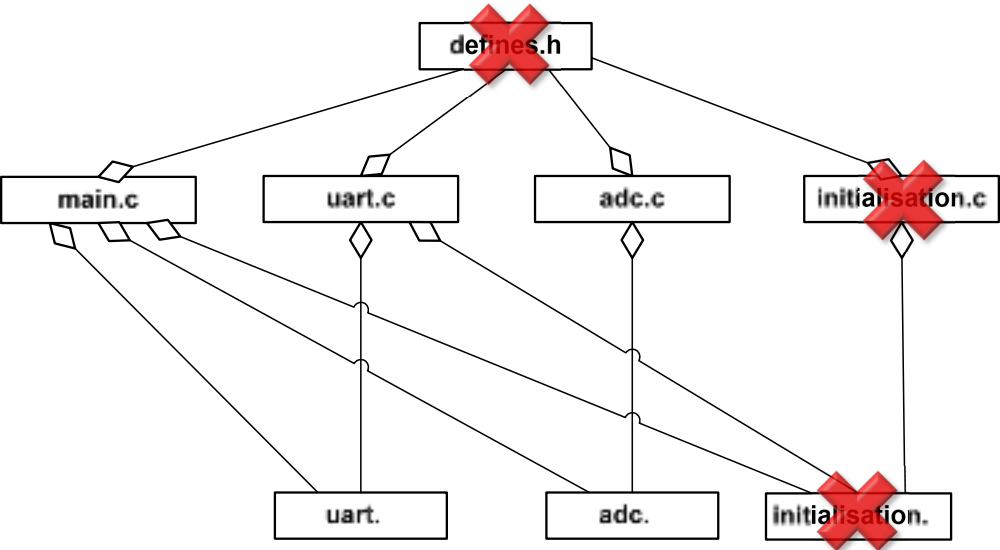 defines.h
main.c
uart.c
adc.c
initialisation.c
uart.
adc.
initialisation.